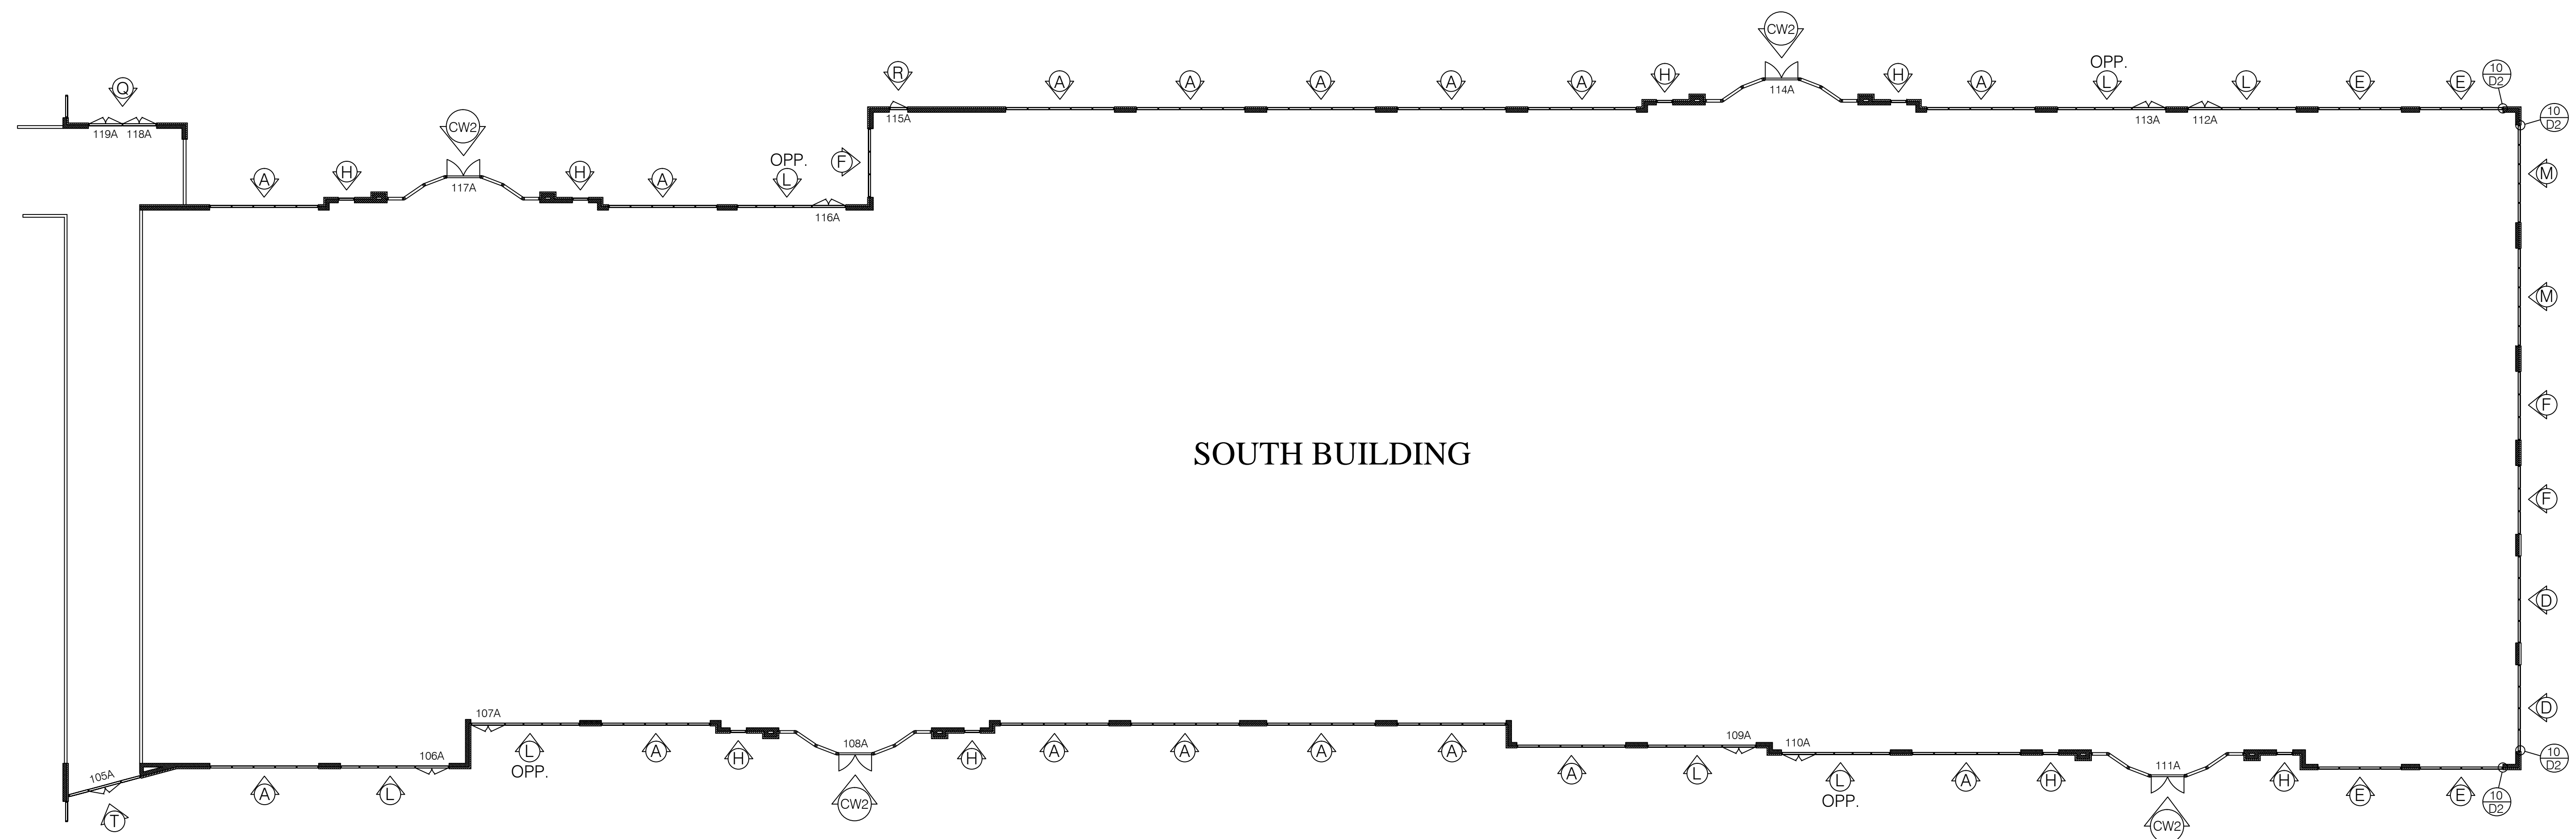 CW2
OPP.
10
D2
Q
R
A
A
A
A
A
H
H
A
L
L
E
E
119A 118A
CW2
115A
114A
113A
112A
10
D2
A
H
H
A
OPP.
L
F
M
117A
116A
M
F
SOUTH BUILDING
F
D
D
107A
108A
109A
110A
106A
105A
111A
10
D2
L
OPP.
A
H
H
A
A
A
A
A
L
L
OPP.
A
H
H
T
A
L
CW2
E
E
10
D2
CW2